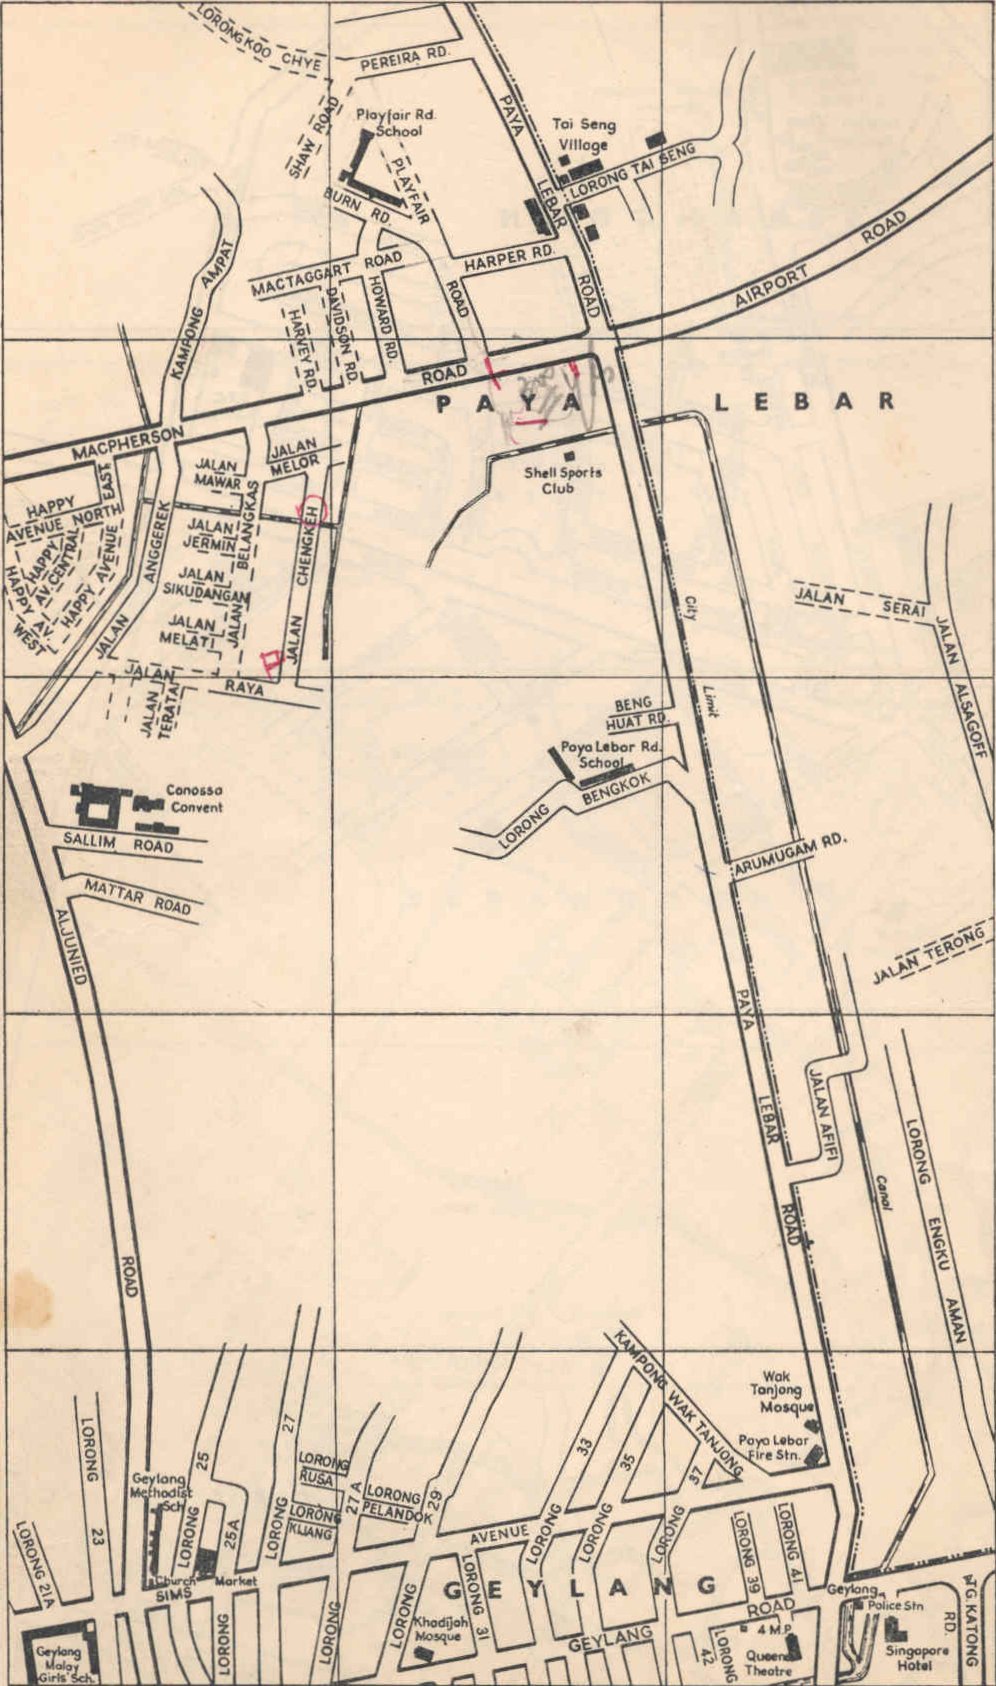 LORONG KOO CHYE
PEREIRA RD.
SHAW ROAD
Playfair Rd.
School
PLAYFAIR
ROAD
BURN RD.
PAYA
LEBAR
ROAD
Tai Seng
Village
LORONG TAI SENG
HARPER RD.
AIRPORT ROAD
MACTAGGART ROAD
HARVEY RD.
DAVIDSON RD.
HOWARD RD.
KAMPONG AMPAT
MACPHERSON ROAD
PAYA LEBAR
Shell Sports
Club
JALAN
MELOR
JALAN
MAWAR
JALAN BELANGKAS
JALAN
JERMIN
JALAN
SIKUDANGAN
JALAN
MELATI
JALAN CHENGKEH
JALAN ANGGEREK
HAPPY
AVENUE NORTH
HAPPY AVENUE EAST
HAPPY
AV. CENTRAL
HAPPY AV.
WEST
JALAN RAYA
JALAN
TERATAI
City Limit
JALAN SERAI
JALAN ALSAGOFF
BENG
HUAT RD.
Paya Lebar Rd.
School
LORONG BENGKOK
Canossa
Convent
SALLIM ROAD
MATTAR ROAD
ALJUNIED ROAD
ARUMUGAM RD.
JALAN TERONG
PAYA LEBAR ROAD
JALAN AFIFI
Canal
LORONG ENGKU AMAN
KAMPONG WAK TANJONG
Wak
Tanjong
Mosque
Paya Lebar
Fire Stn.
LORONG 23
LORONG 25
LORONG 27
LORONG
RUSA
LORONG
KIJANG
27A
LORONG
PELANDOK
LORONG 29
LORONG 33
LORONG 35
LORONG 37
Geylang
Methodist
Sch.
25A
Church
Market
SIMS AVENUE
LORONG 21A
LORONG
LORONG
LORONG 31
LORONG 39
LORONG 41
GEYLANG
GEYLANG ROAD
Khadijah
Mosque
4 M.P.
Queens
Theatre
LORONG 42
Geylang
Police Stn
Singapore
Hotel
TG. KATONG
RD.
Geylang
Malay
Girls' Sch.